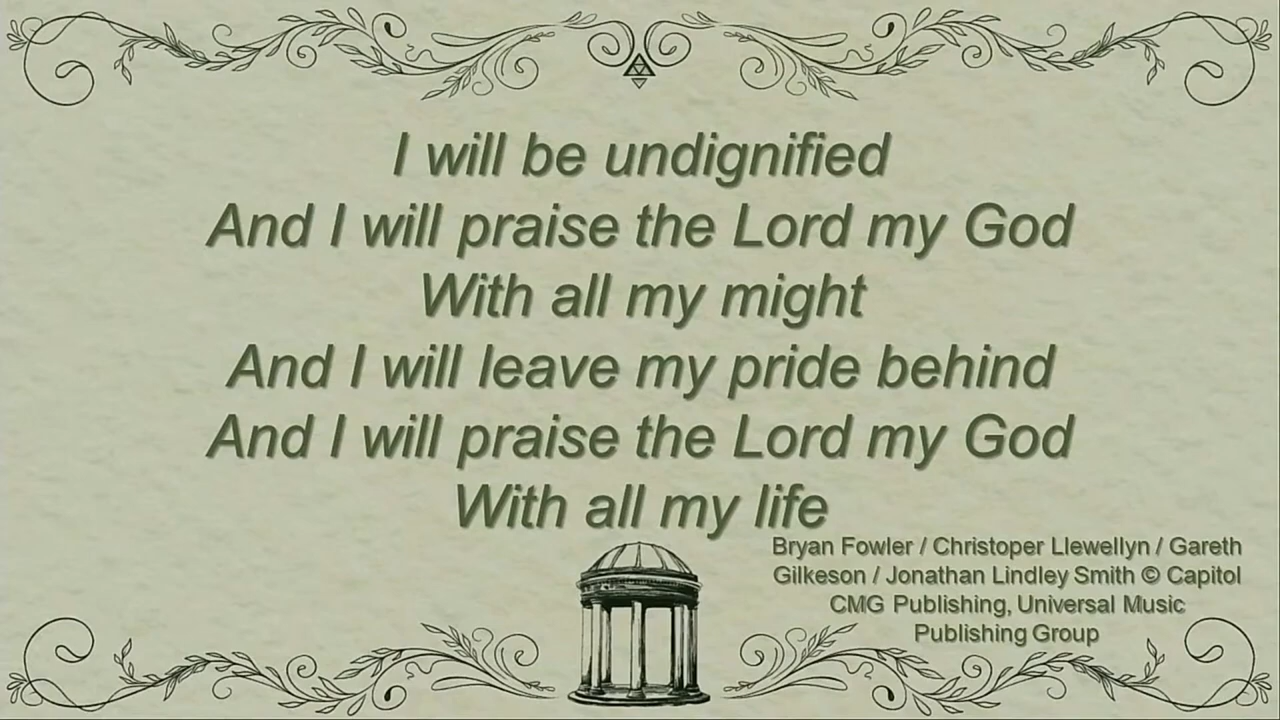 I will be undignified
And I will praise the Lord my God
With all my might
And I will leave my pride behind
And I will praise the Lord my God
With all my life
Bryan Fowler / Christoper Llewellyn / Gareth
Gilkeson / Jonathan Lindley Smith © Capitol
CMG Publishing, Universal Music
Publishing Group